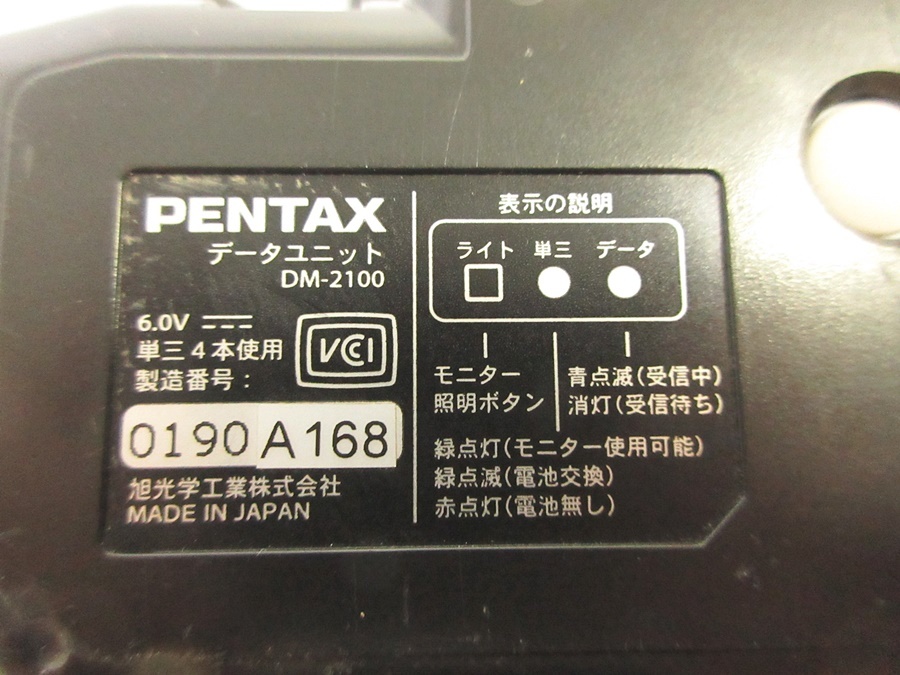 PENTAX
データユニット
DM-2100
6.0V
単三4本使用
VCCI
製造番号：
0190 A168
旭光学工業株式会社
MADE IN JAPAN
表示の説明
ライト 単三 データ
モニター
照明ボタン
青点滅(受信中)
消灯(受信待ち)
緑点灯(モニター使用可能)
緑点滅(電池交換)
赤点灯(電池無し)